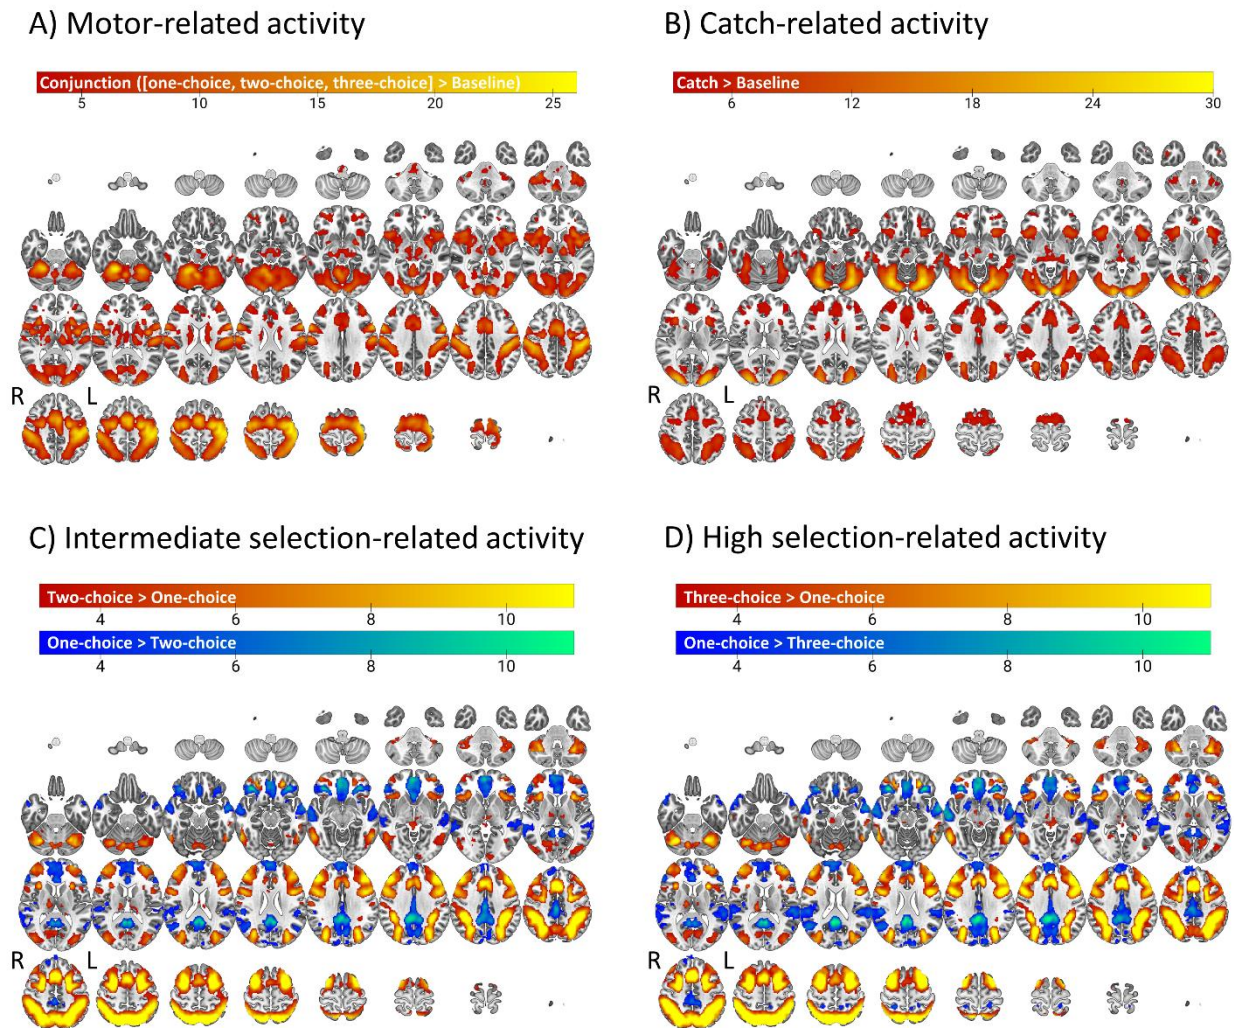 A) Motor-related activity
Conjunction ([one-choice, two-choice, three-choice] > Baseline)
5 10 15 20 25
R L
B) Catch-related activity
Catch > Baseline
6 12 18 24 30
R L
C) Intermediate selection-related activity
Two-choice > One-choice
4 6 8 10
One-choice > Two-choice
4 6 8 10
R L
D) High selection-related activity
Three-choice > One-choice
4 6 8 10
One-choice > Three-choice
4 6 8 10
R L